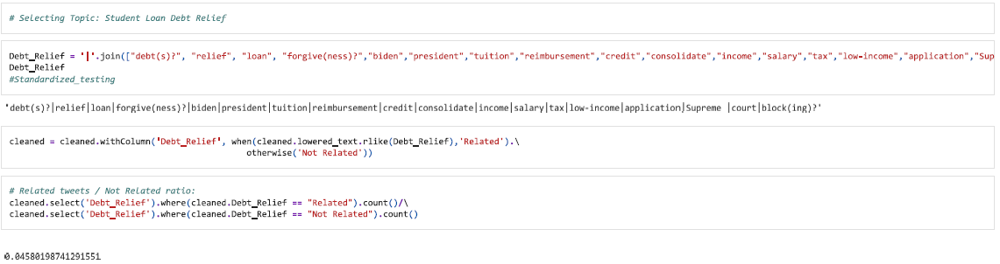 # Selecting Topic: Student Loan Debt Relief
Debt_Relief = '|'.join(["debt(s)?", "relief", "loan", "forgive(ness)?","biden","president","tuition","reimbursement","credit","consolidate","income","salary","tax","low-income","application","Sup
Debt_Relief
#Standardized_testing
'debt(s)?|relief|loan|forgive(ness)?|biden|president|tuition|reimbursement|credit|consolidate|income|salary|tax|low-income|application|Supreme |court|block(ing)?'
cleaned = cleaned.withColumn('Debt_Relief', when(cleaned.lowered_text.rlike(Debt_Relief),'Related').\
otherwise('Not Related'))
# Related tweets / Not Related ratio:
cleaned.select('Debt_Relief').where(cleaned.Debt_Relief == "Related").count()/\
cleaned.select('Debt_Relief').where(cleaned.Debt_Relief == "Not Related").count()
0.04580198741291551